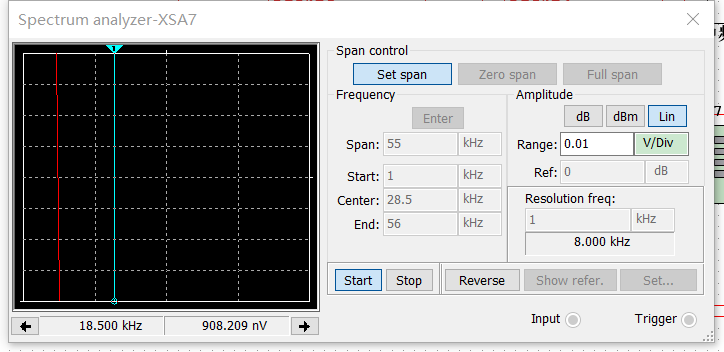 Spectrum analyzer-XSA7
1
Span control
Set span Zero span Full span
Frequency
Enter
Span: 55 kHz
Start: 1 kHz
Center: 28.5 kHz
End: 56 kHz
Amplitude
dB dBm Lin
Range: 0.01 V/Div
Ref: 0 dB
Resolution freq:
1 kHz
8.000 kHz
Start Stop Reverse Show refer. Set...
18.500 kHz 908.209 nV
Input Trigger
7